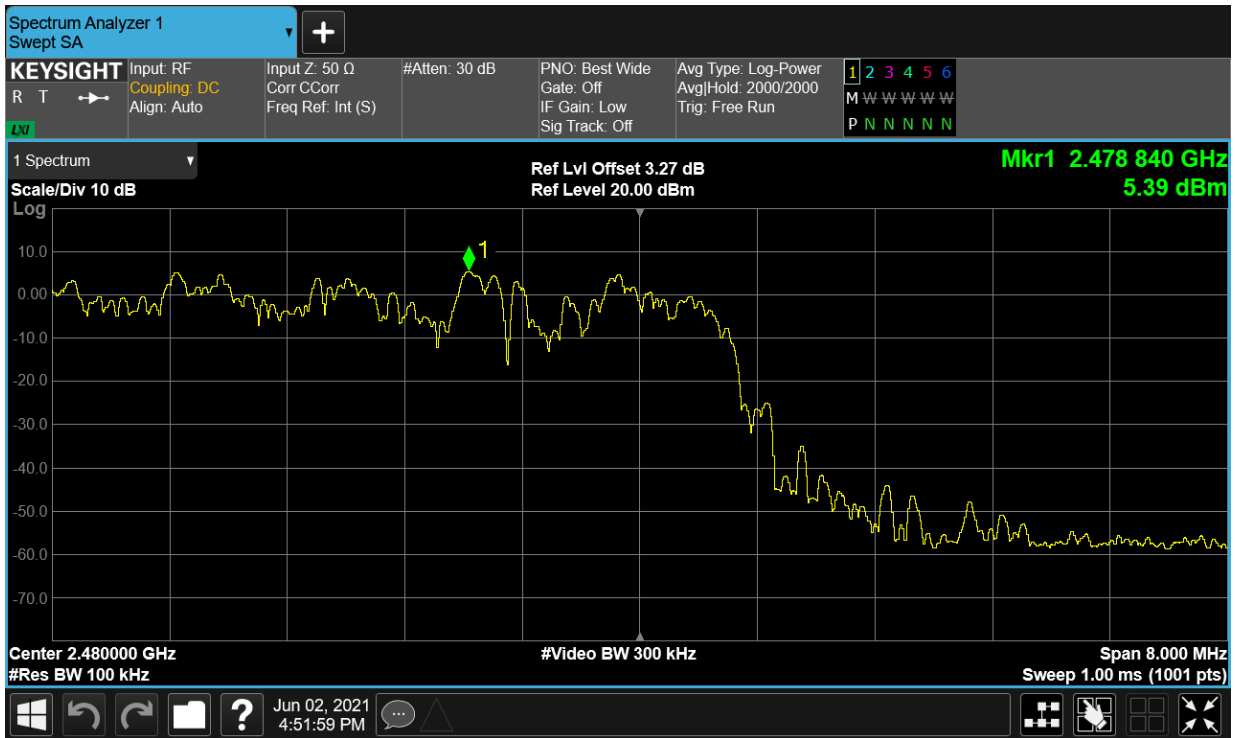 Spectrum Analyzer 1
Swept SA
KEYSIGHT
R T
LXI
Input: RF
Coupling: DC
Align: Auto
Input Z: 50 Ω
Corr CCorr
Freq Ref: Int (S)
#Atten: 30 dB
PNO: Best Wide
Gate: Off
IF Gain: Low
Sig Track: Off
Avg Type: Log-Power
Avg|Hold: 2000/2000
Trig: Free Run
1 2 3 4 5 6
M W W W W W
P N N N N N
1 Spectrum
Scale/Div 10 dB
Log
Ref Lvl Offset 3.27 dB
Ref Level 20.00 dBm
Mkr1 2.478 840 GHz
5.39 dBm
1
10.0
0.00
-10.0
-20.0
-30.0
-40.0
-50.0
-60.0
-70.0
Center 2.480000 GHz
#Res BW 100 kHz
#Video BW 300 kHz
Span 8.000 MHz
Sweep 1.00 ms (1001 pts)
?
Jun 02, 2021
4:51:59 PM